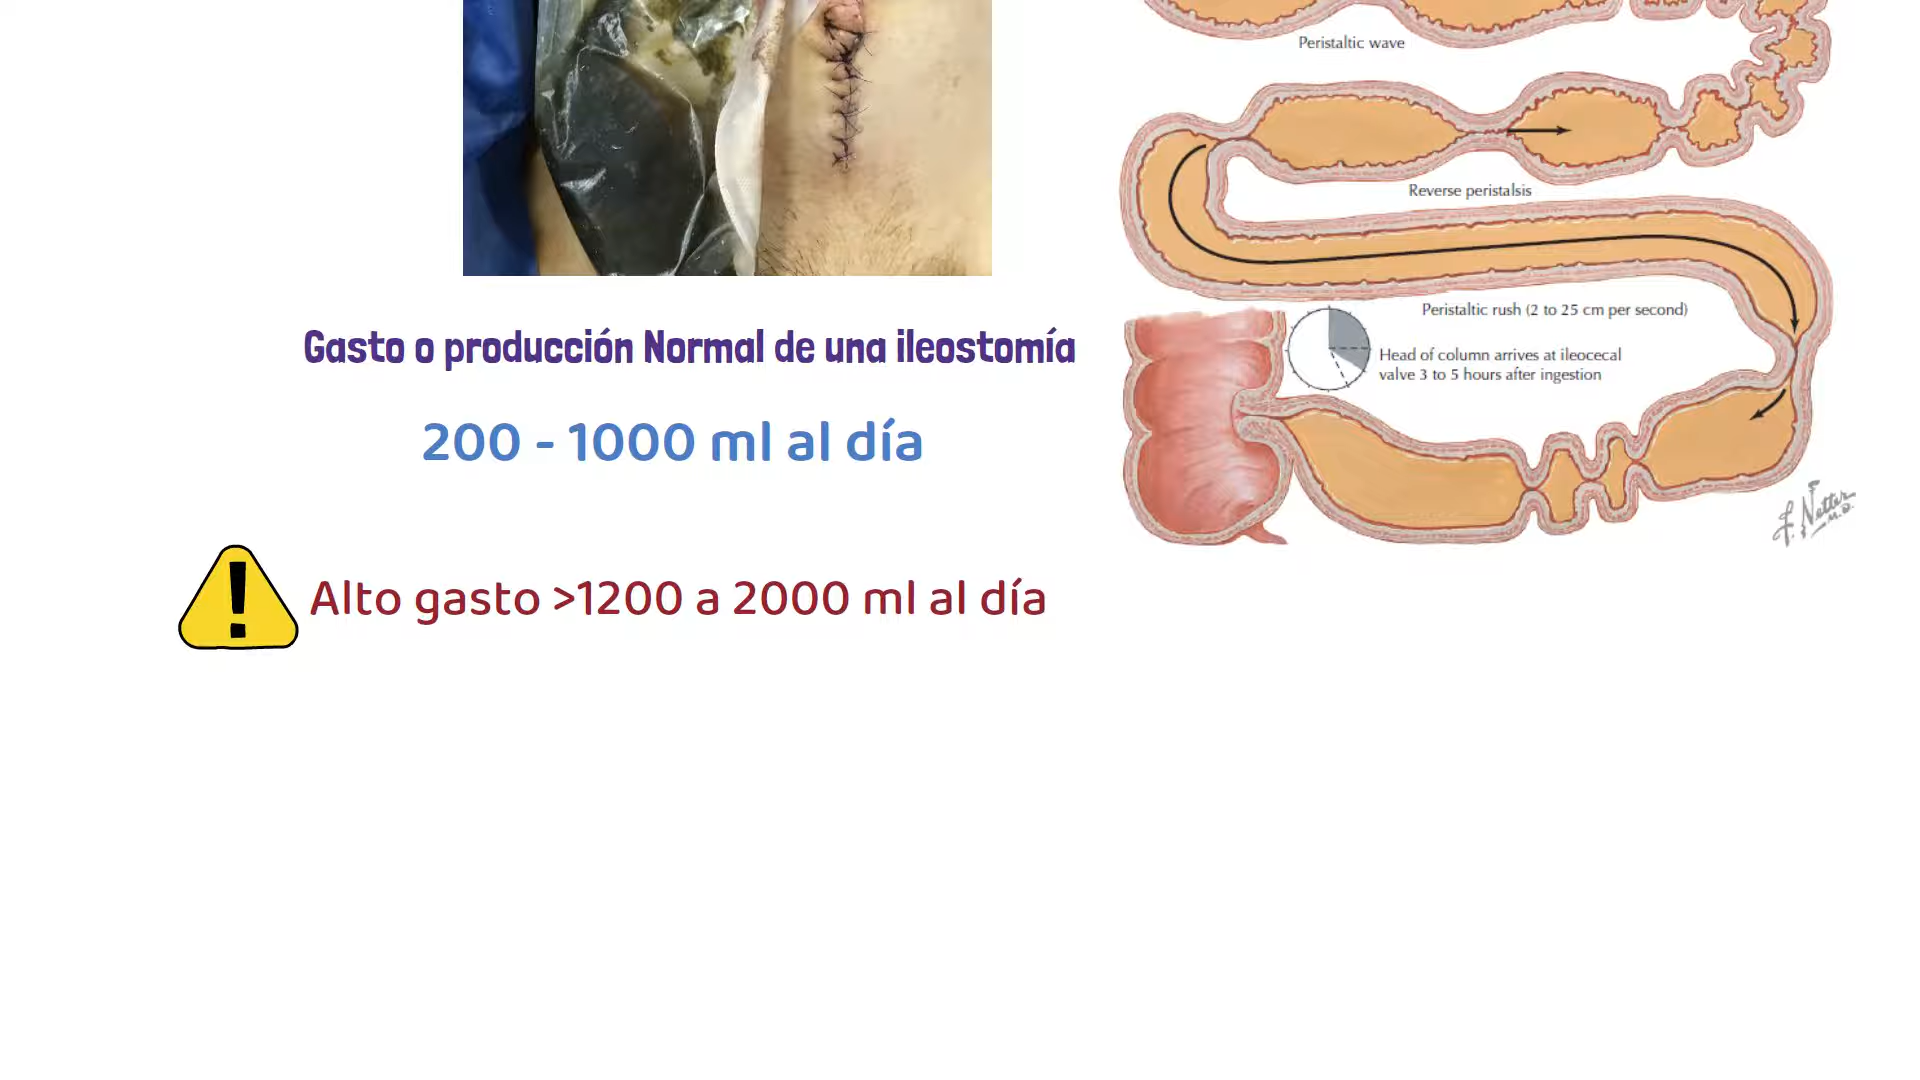 Peristaltic wave
Reverse peristalsis
Peristaltic rush (2 to 25 cm per second)
Head of column arrives at ileocecal
valve 3 to 5 hours after ingestion
F. Netter
M.D.
Gasto o producción Normal de una ileostomía
200 - 1000 ml al día
Alto gasto >1200 a 2000 ml al día